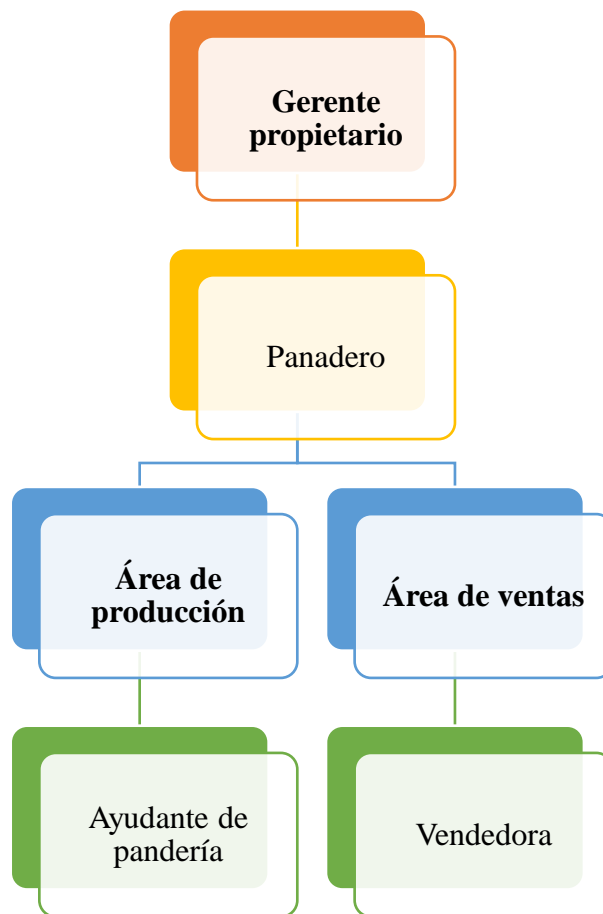 Gerente
propietario
Panadero
Área de
producción
Área de ventas
Ayudante de
pandería
Vendedora